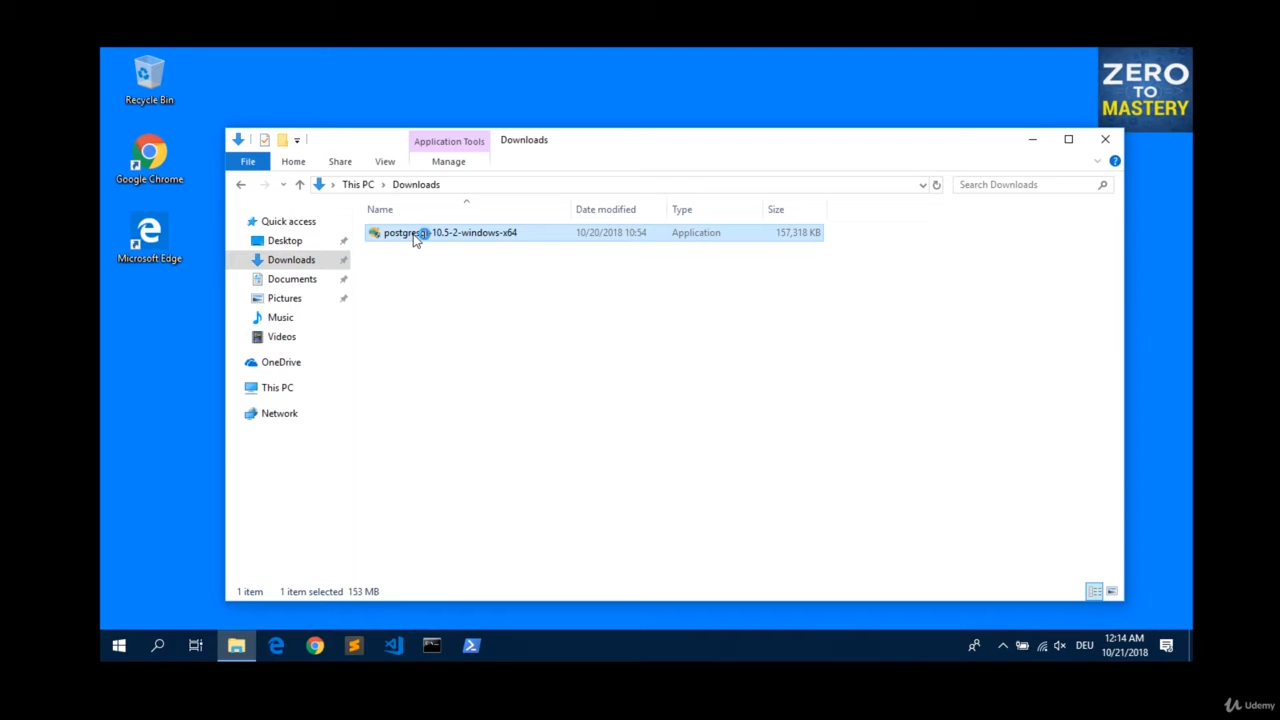 Recycle Bin
ZERO
TO
MASTERY
Google Chrome
Microsoft Edge
Application Tools
Downloads
File
Home
Share
View
Manage
This PC
Downloads
Search Downloads
Name
Date modified
Type
Size
Quick access
Desktop
Downloads
Documents
Pictures
Music
Videos
OneDrive
This PC
Network
postgresql-10.5-2-windows-x64
10/20/2018 10:54
Application
157,318 KB
1 item
1 item selected
153 MB
DEU
12:14 AM
10/21/2018
Udemy